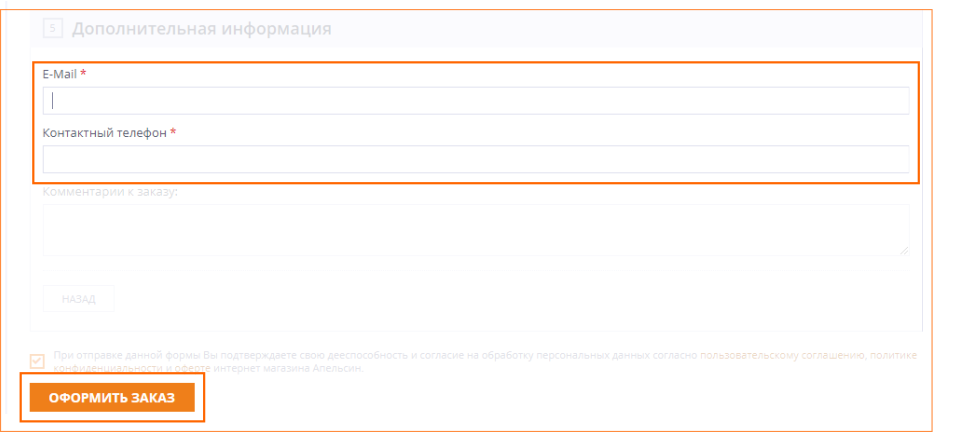 5 Дополнительная информация
E-Mail *
Контактный телефон *
Комментарии к заказу:
НАЗАД
При отправке данной формы Вы подтверждаете свою дееспособность и согласие на обработку персональных данных согласно пользовательскому соглашению, политике
конфиденциальности и оферте интернет магазина Апельсин.
ОФОРМИТЬ ЗАКАЗ